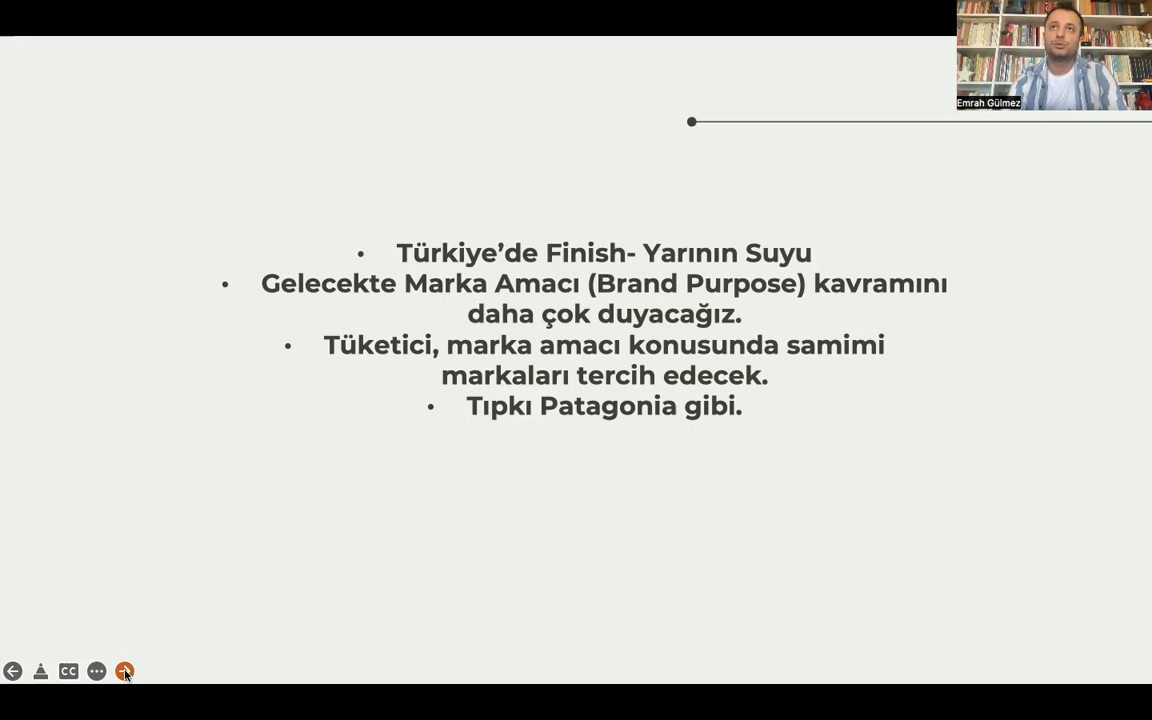 Emrah Gülmez
• Türkiye’de Finish- Yarının Suyu
• Gelecekte Marka Amacı (Brand Purpose) kavramını
daha çok duyacağız.
• Tüketici, marka amacı konusunda samimi
markaları tercih edecek.
• Tıpkı Patagonia gibi.
CC